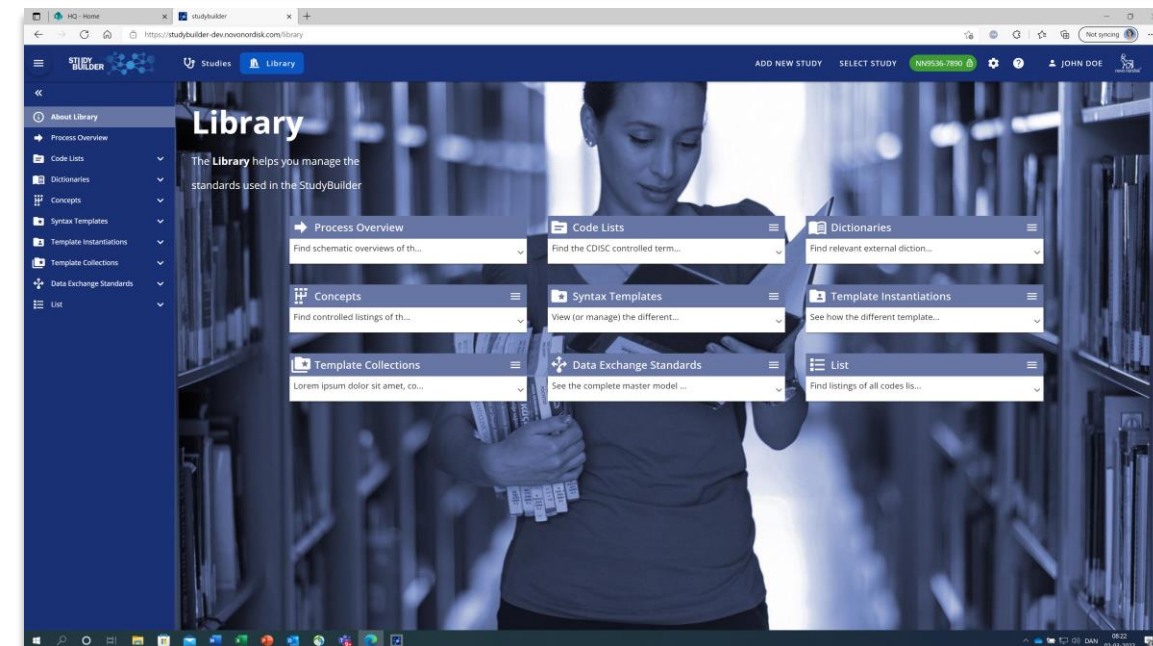 HQ - Home
studybuilder
https://studybuilder-dev.novonordisk.com/library
Not syncing
STUDY
BUILDER
Studies
Library
ADD NEW STUDY
SELECT STUDY
NN9536-7890
JOHN DOE
novo nordisk
About Library
Process Overview
Code Lists
Dictionaries
Concepts
Syntax Templates
Template Instantiations
Template Collections
Data Exchange Standards
List
Library
The Library helps you manage the
standards used in the StudyBuilder
Process Overview
Find schematic overviews of th...
Code Lists
Find the CDISC controlled term...
Dictionaries
Find relevant external diction...
Concepts
Find controlled listings of th...
Syntax Templates
View (or manage) the different...
Template Instantiations
See how the different template...
Template Collections
Lorem ipsum dolor sit amet, co...
Data Exchange Standards
See the complete master model ...
List
Find listings of all codes lis...
DAN
08:22